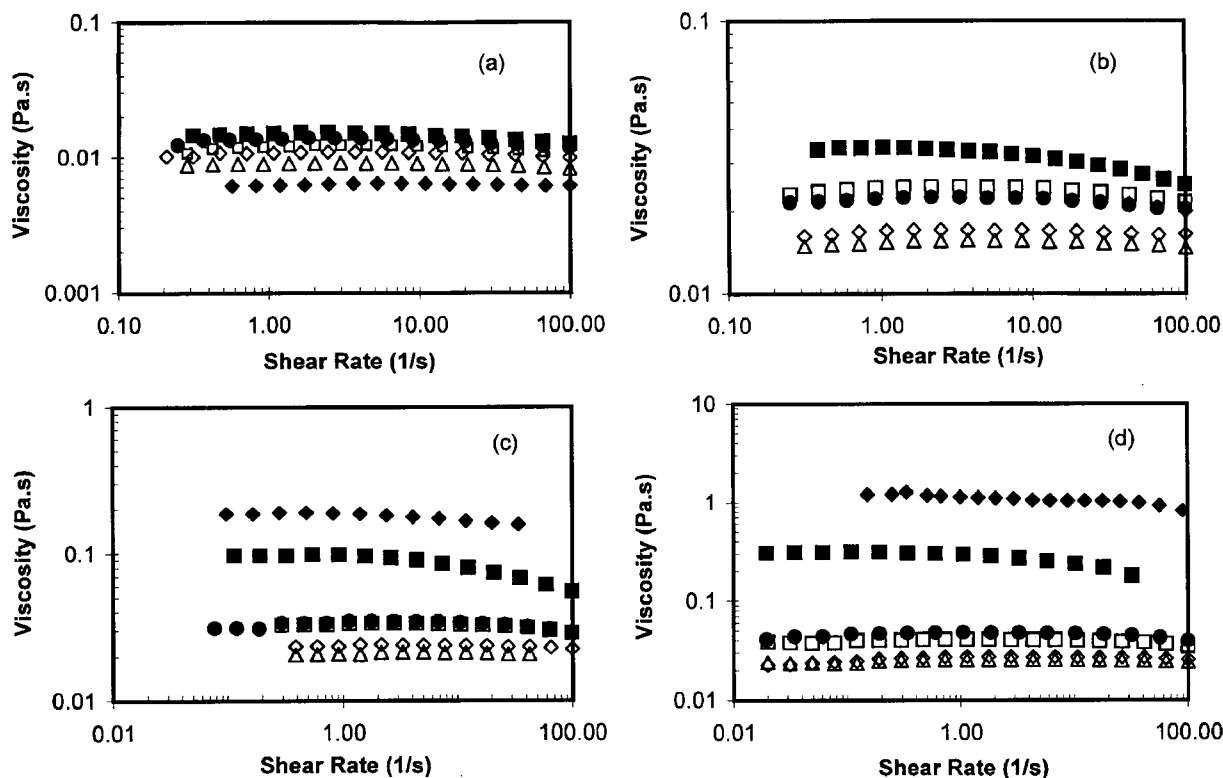 0.1
(a)
Viscosity (Pa.s)
0.01
0.001
0.10 1.00 10.00 100.00
Shear Rate (1/s)
0.1
(b)
Viscosity (Pa.s)
0.01
0.10 1.00 10.00 100.00
Shear Rate (1/s)
1
(c)
Viscosity (Pa.s)
0.1
0.01
0.01 1.00 100.00
Shear Rate (1/s)
10
(d)
Viscosity (Pa.s)
1
0.1
0.01
0.01 1.00 100.00
Shear Rate (1/s)